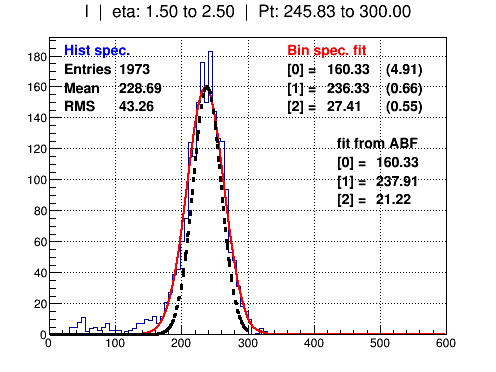 I | eta: 1.50 to 2.50 | Pt: 245.83 to 300.00
Hist spec.
Entries 1973
Mean 228.69
RMS 43.26
Bin spec. fit
[0] = 160.33 (4.91)
[1] = 236.33 (0.66)
[2] = 27.41 (0.55)
fit from ABF
[0] = 160.33
[1] = 237.91
[2] = 21.22
180
160
140
120
100
80
60
40
20
0
0 100 200 300 400 500 600